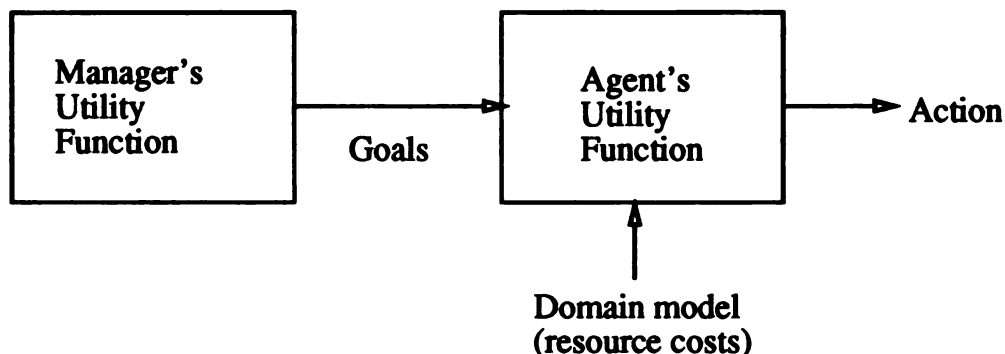 Manager's
Utility
Function
Goals
Agent's
Utility
Function
Action
Domain model
(resource costs)